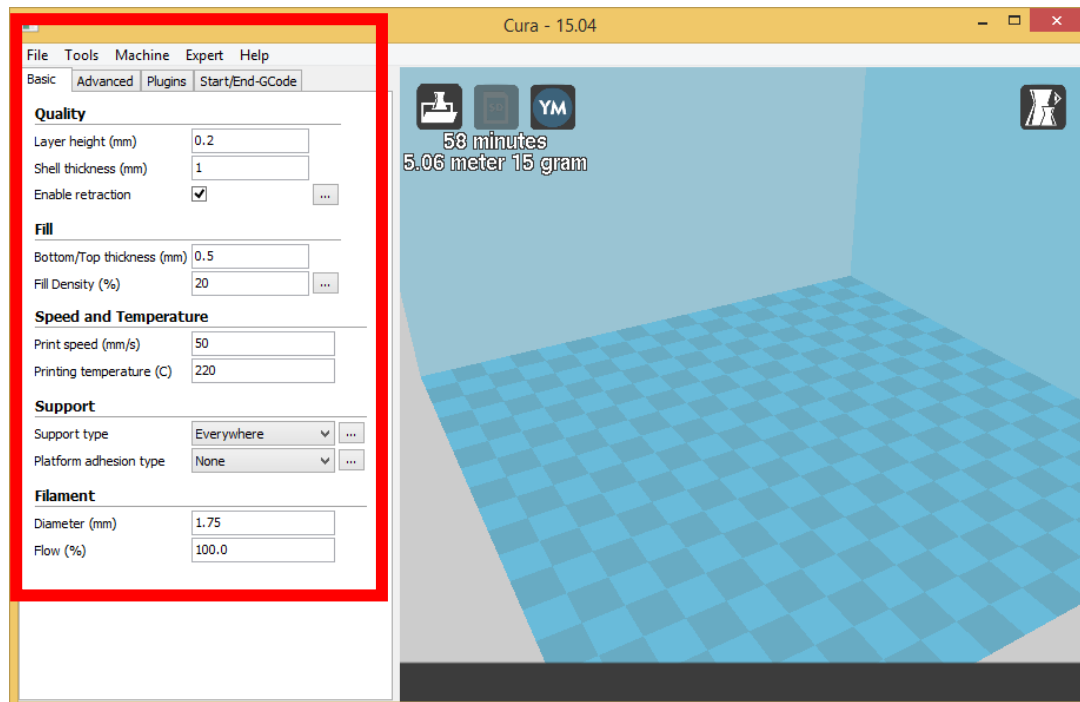 Cura - 15.04
File Tools Machine Expert Help
Basic Advanced Plugins Start/End-GCode
Quality
Layer height (mm) 0.2
Shell thickness (mm) 1
Enable retraction ...
Fill
Bottom/Top thickness (mm) 0.5
Fill Density (%) 20 ...
Speed and Temperature
Print speed (mm/s) 50
Printing temperature (C) 220
Support
Support type Everywhere ...
Platform adhesion type None ...
Filament
Diameter (mm) 1.75
Flow (%) 100.0
SD YM
58 minutes
5.06 meter 15 gram